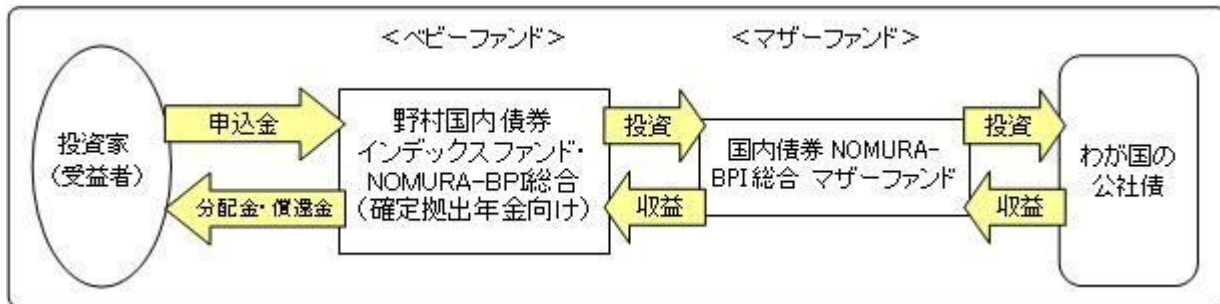 <ベビーファンド>
<マザーファンド>
投資家
(受益者)
申込金
分配金・償還金
野村国内債券
インデックスファンド・
NOMURA-BPI総合
(確定拠出年金向け)
投資
収益
国内債券 NOMURA-
BPI総合 マザーファンド
投資
収益
わが国の
公社債